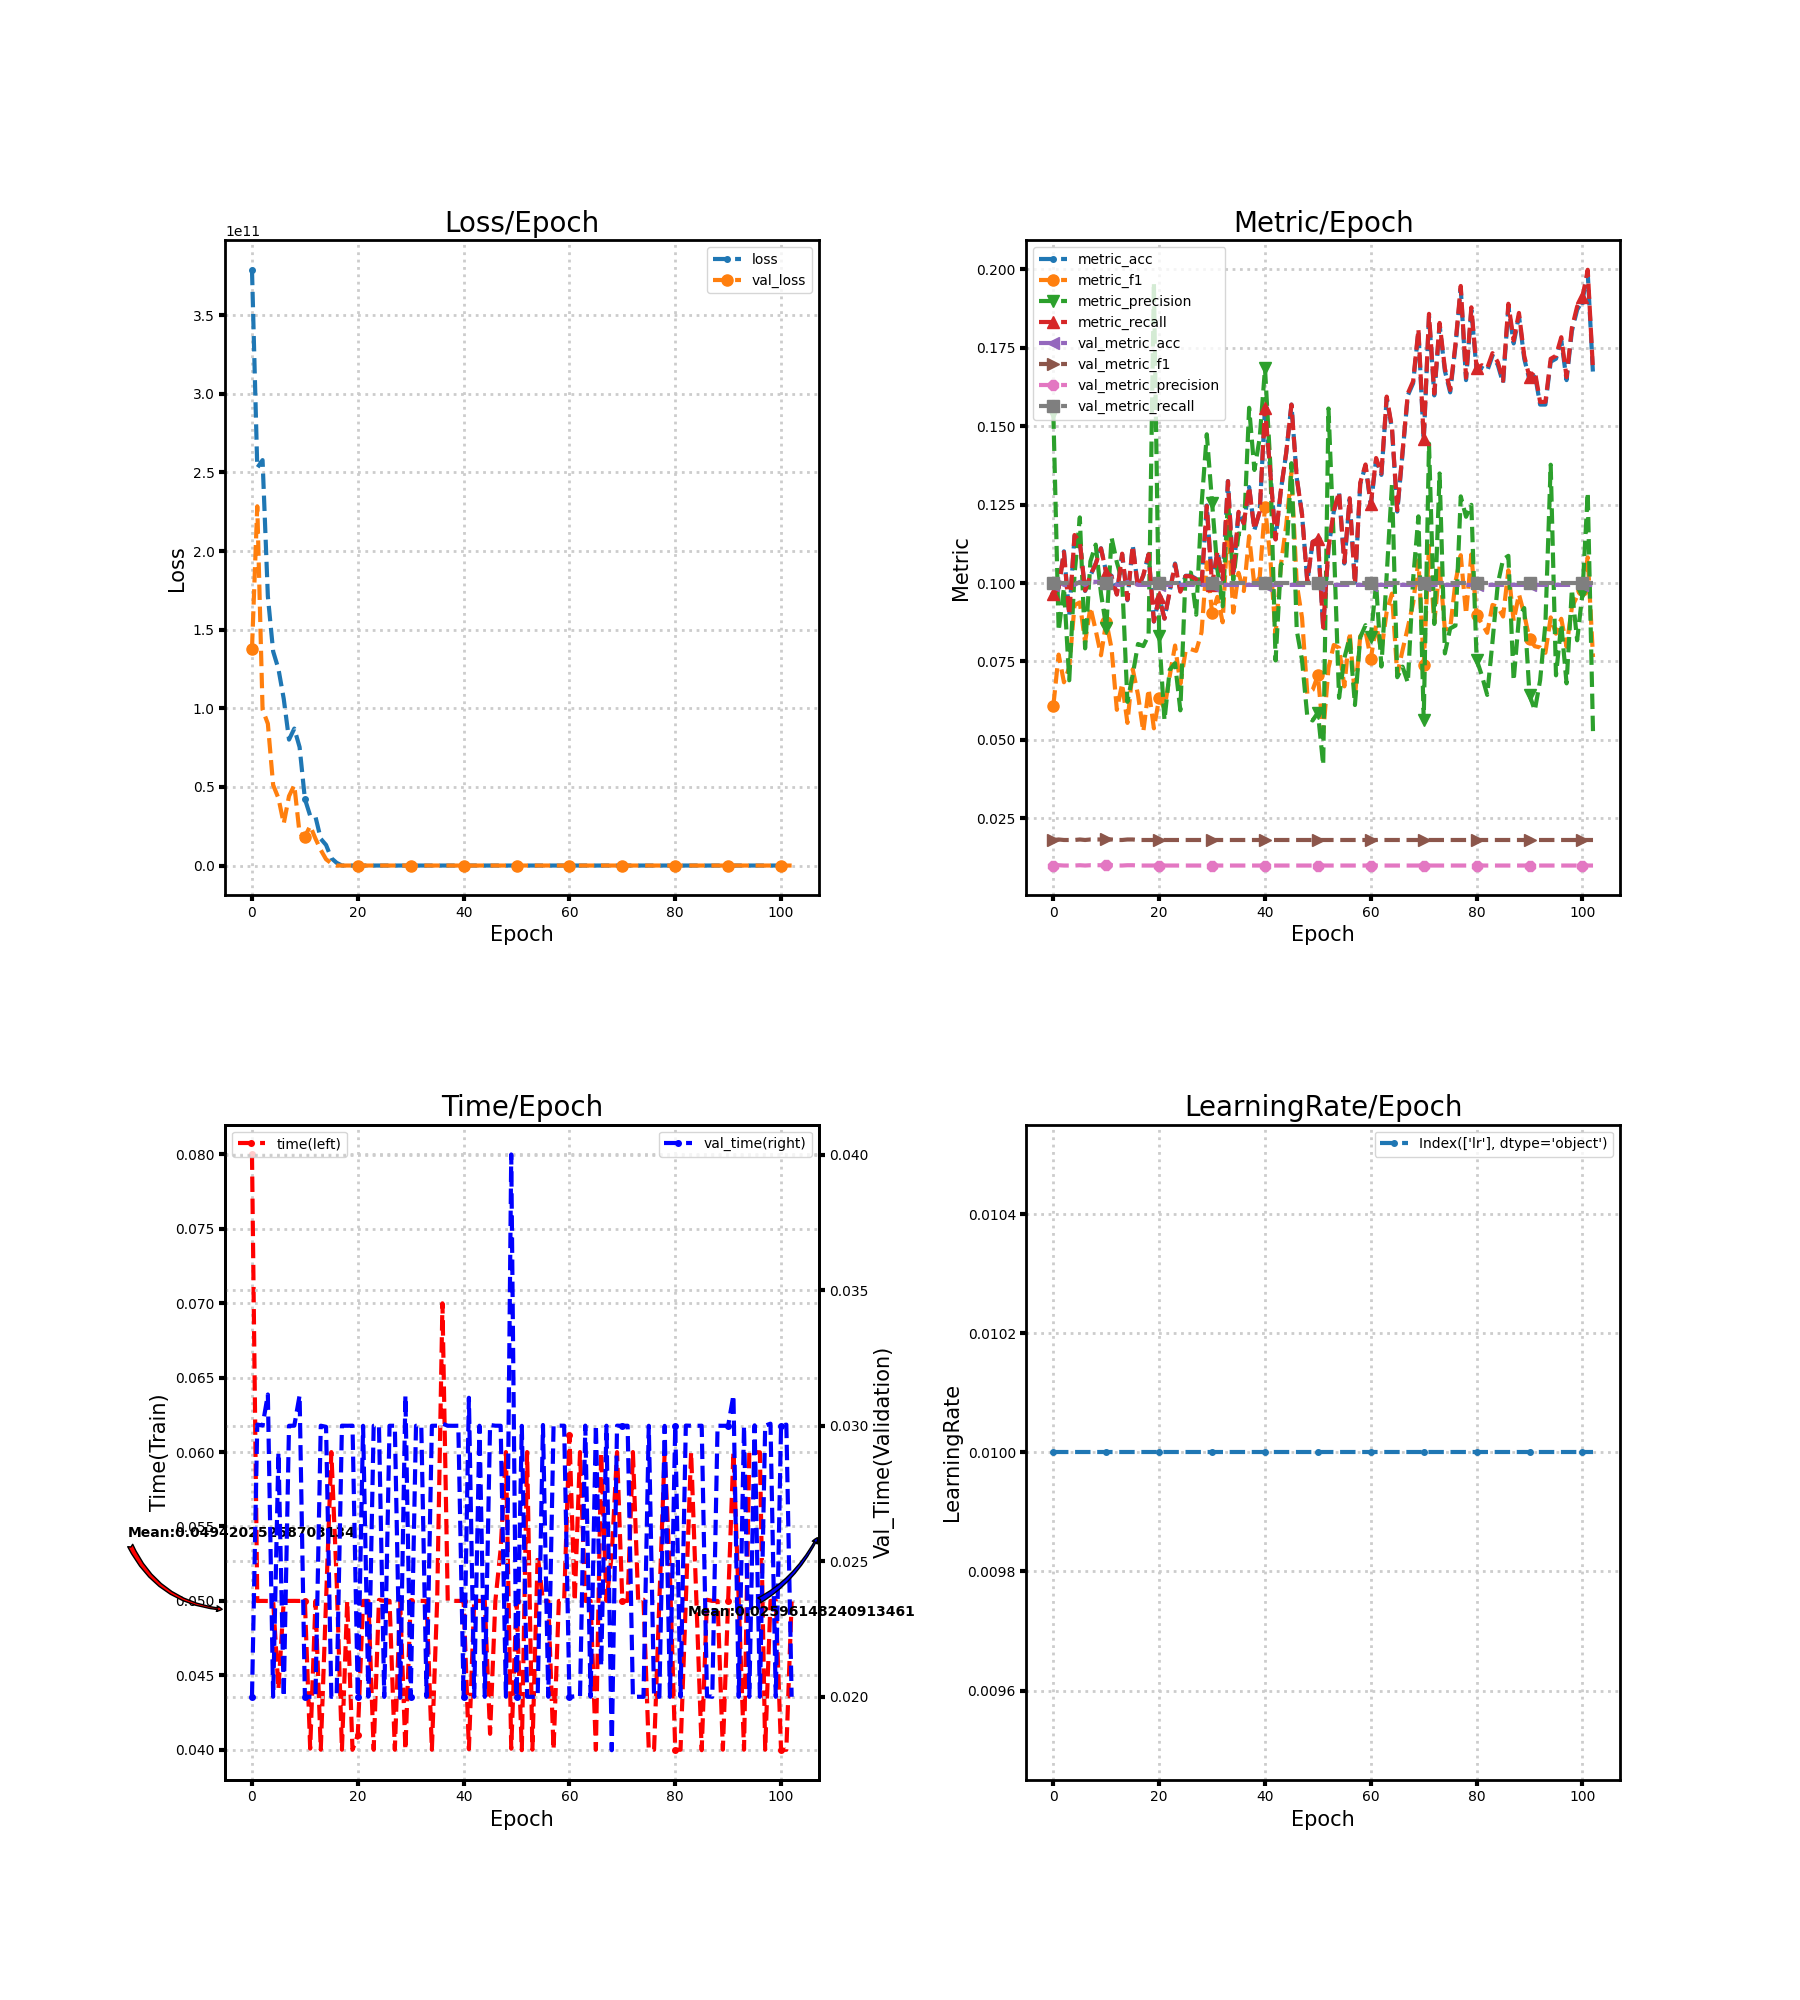 Loss/Epoch
1e11
loss
val_loss
3.5
3.0
2.5
2.0
1.5
1.0
0.5
0.0
Loss
0
20
40
60
80
100
Epoch
Metric/Epoch
metric_acc
metric_f1
metric_precision
metric_recall
val_metric_acc
val_metric_f1
val_metric_precision
val_metric_recall
0.200
0.175
0.150
0.125
0.100
0.075
0.050
0.025
Metric
0
20
40
60
80
100
Epoch
Time/Epoch
time(left)
val_time(right)
0.080
0.075
0.070
0.065
0.060
0.055
0.050
0.045
0.040
Time(Train)
0.040
0.035
0.030
0.025
0.020
Val_Time(Validation)
0
20
40
60
80
100
Epoch
LearningRate/Epoch
Index(['lr'], dtype='object')
0.0104
0.0102
0.0100
0.0098
0.0096
LearningRate
0
20
40
60
80
100
Epoch